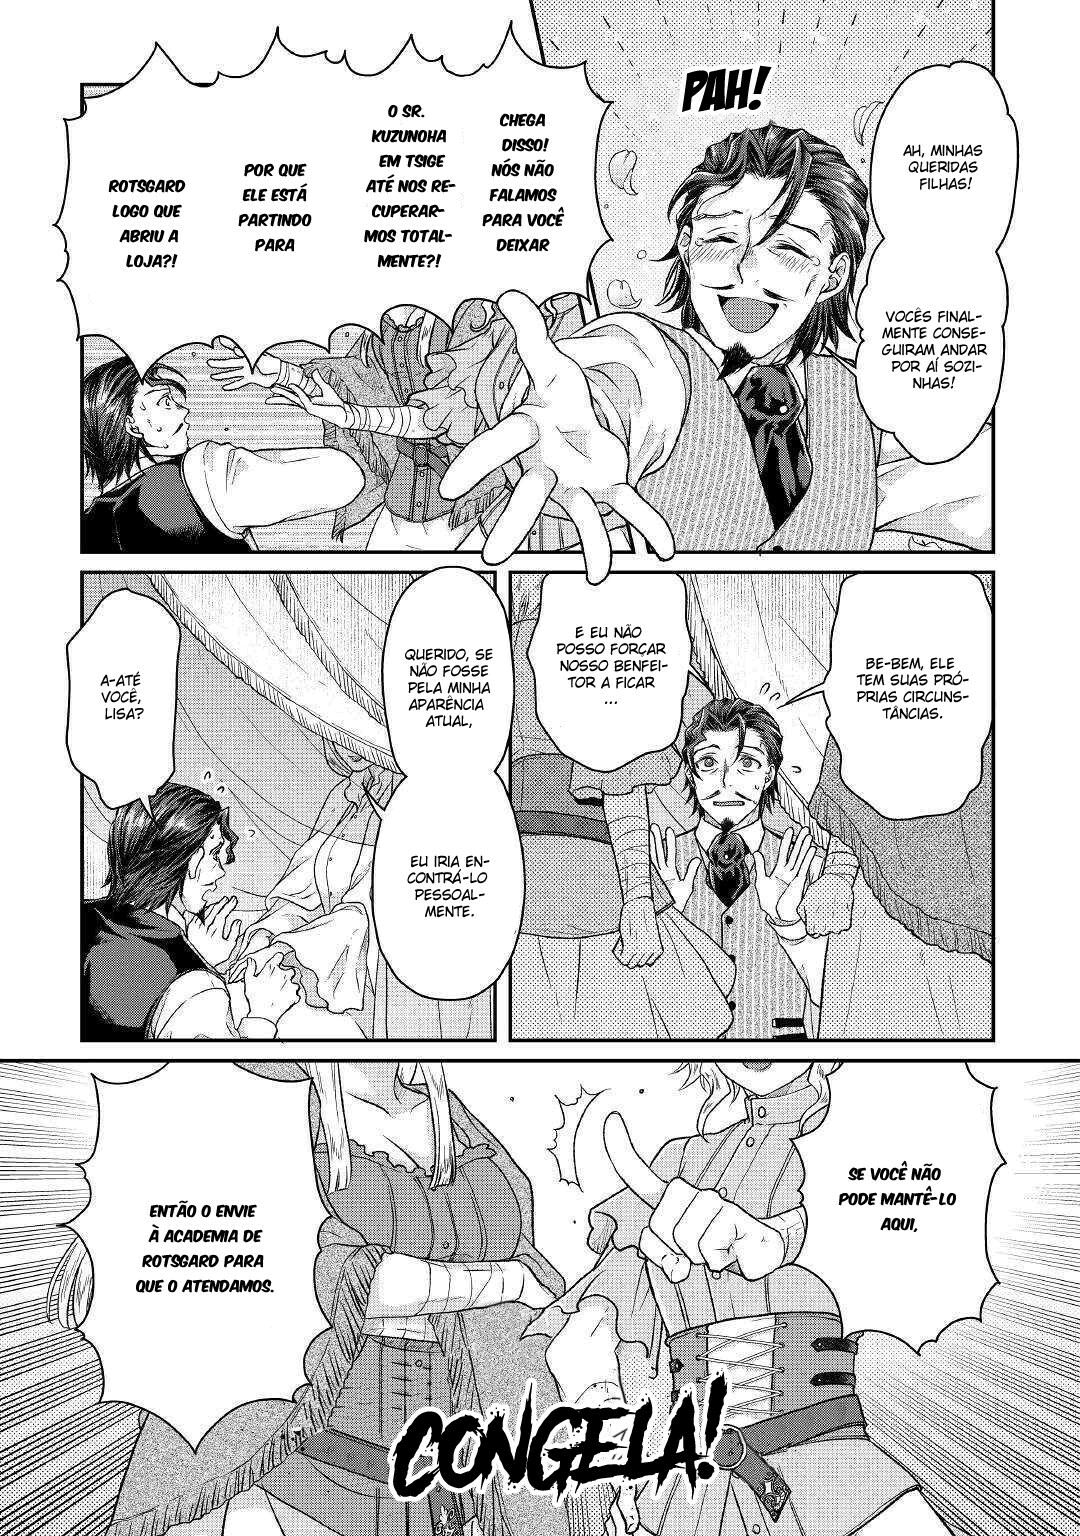 PAH!
AH, MINHAS
QUERIDAS
FILHAS!
VOCÊS FINAL-
MENTE CONSE-
GUIRAM ANDAR
POR AÍ SOZI-
NHAS!
CHEGA
DISSO!
NÓS NÃO
FALAMOS
PARA VOCÊ
DEIXAR
O SR.
KUZUNOHA
EM TSIGE
ATÉ NOS RE-
CUPERAR-
MOS TOTAL-
MENTE?!
POR QUE
ELE ESTÁ
PARTINDO
PARA
ROTSGARD
LOGO QUE
ABRIU A
LOJA?!
BE-BEM, ELE
TEM SUAS PRÓ-
PRIAS CIRCUNS-
TÂNCIAS.
E EU NÃO
POSSO FORÇAR
NOSSO BENFEI-
TOR A FICAR
...
QUERIDO, SE
NÃO FOSSE
PELA MINHA
APARÊNCIA
ATUAL,
EU IRIA EN-
CONTRÁ-LO
PESSOAL-
MENTE.
A-ATÉ
VOCÊ,
LISA?
SE VOCÊ NÃO
PODE MANTÊ-LO
AQUI,
ENTÃO O ENVIE
À ACADEMIA DE
ROTSGARD PARA
QUE O ATENDAMOS.
CONGELA!